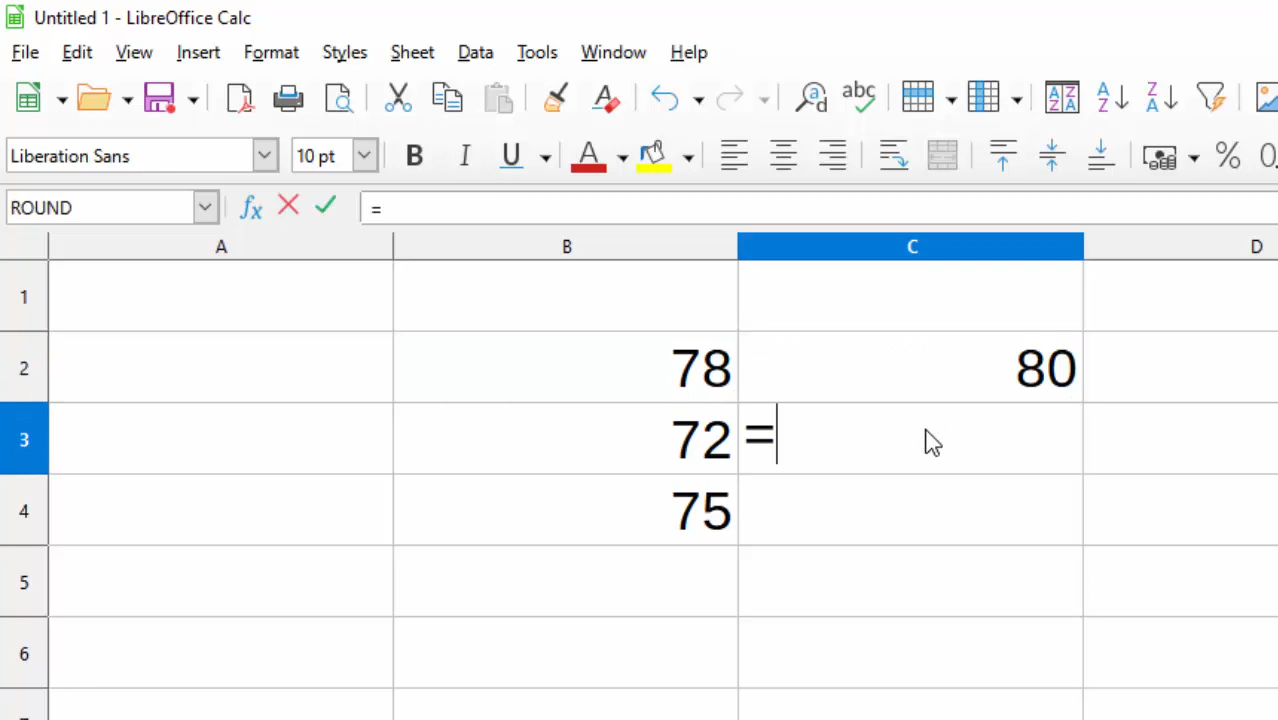 Untitled 1 - LibreOffice Calc
File Edit View Insert Format Styles Sheet Data Tools Window Help
Liberation Sans 10 pt B I U A %
ROUND fx =
A B C D
1
2 78 80
3 72 =
4 75
5
6